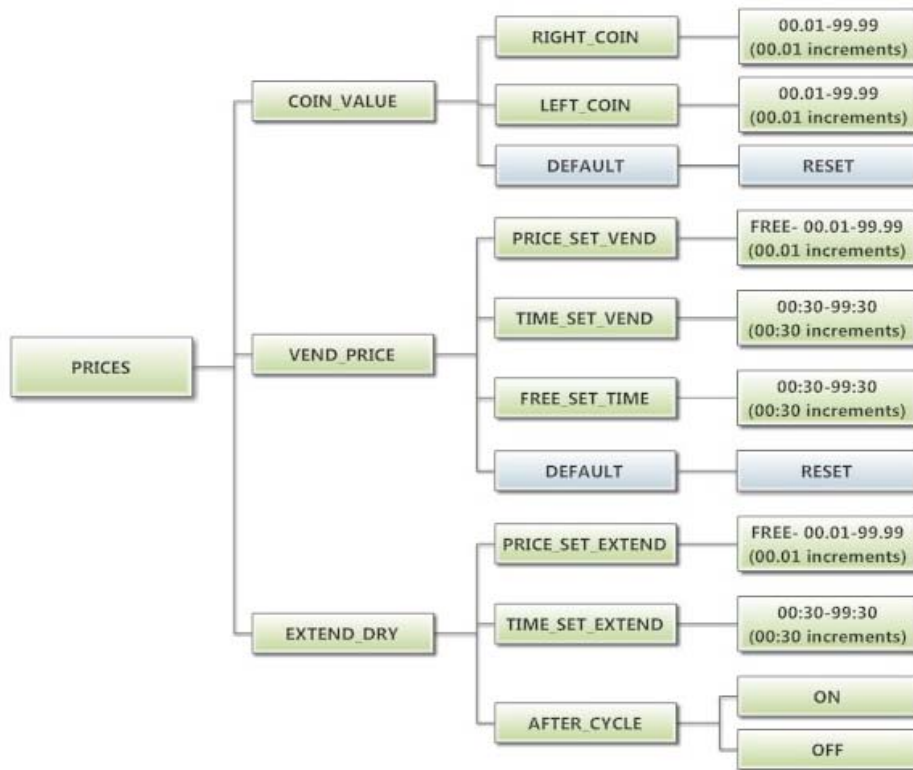 PRICES
COIN_VALUE
RIGHT_COIN
00.01-99.99
(00.01 increments)
LEFT_COIN
00.01-99.99
(00.01 increments)
DEFAULT
RESET
VEND_PRICE
PRICE_SET_VEND
FREE- 00.01-99.99
(00.01 increments)
TIME_SET_VEND
00:30-99:30
(00:30 increments)
FREE_SET_TIME
00:30-99:30
(00:30 increments)
DEFAULT
RESET
EXTEND_DRY
PRICE_SET_EXTEND
FREE- 00.01-99.99
(00.01 increments)
TIME_SET_EXTEND
00:30-99:30
(00:30 increments)
AFTER_CYCLE
ON
OFF